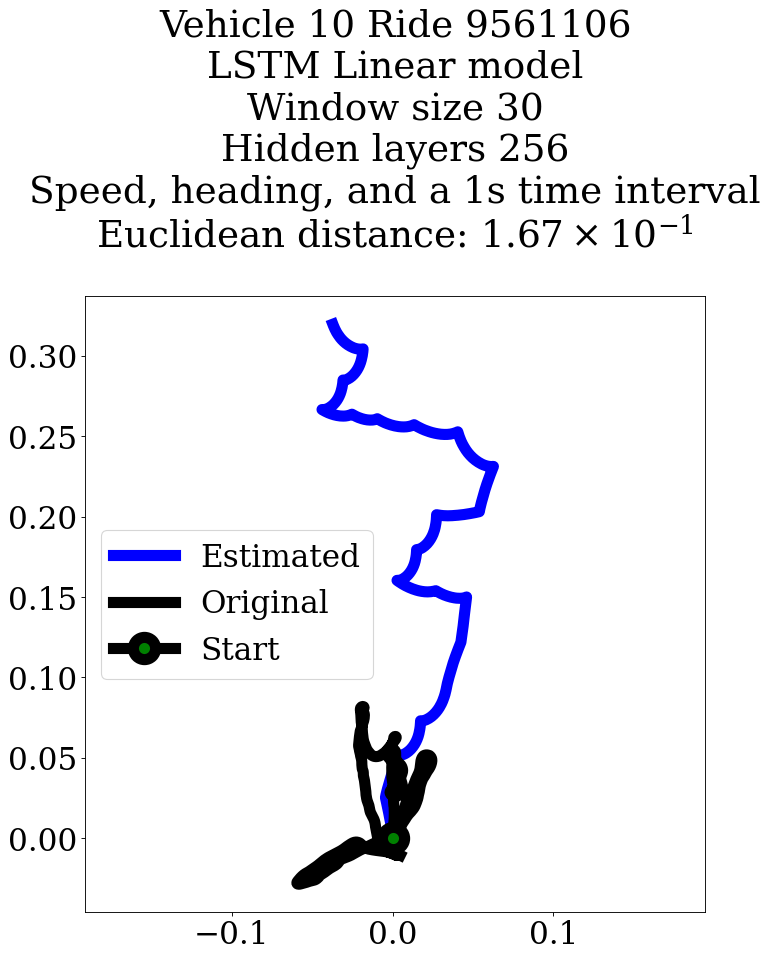 Vehicle 10 Ride 9561106
LSTM Linear model
Window size 30
Hidden layers 256
Speed, heading, and a 1s time interval
Euclidean distance: 1.67 × 10⁻¹
0.30
0.25
0.20
0.15
0.10
0.05
0.00
Estimated
Original
Start
−0.1
0.0
0.1